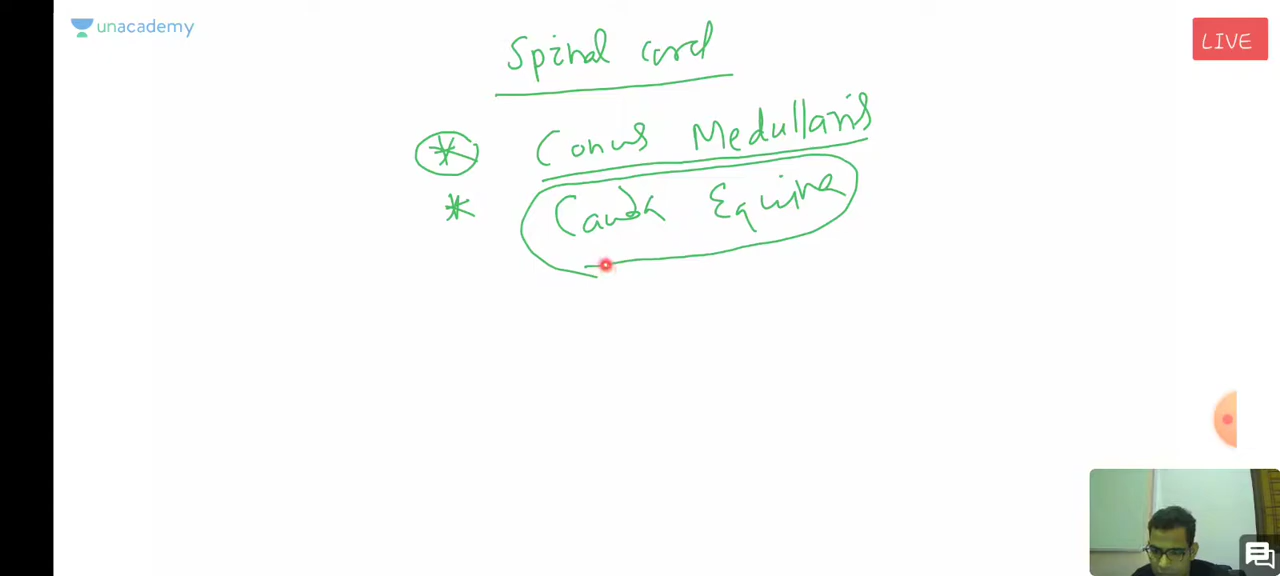 unacademy
LIVE
Spinal cord
* Conus Medullaris
* Cauda Equina